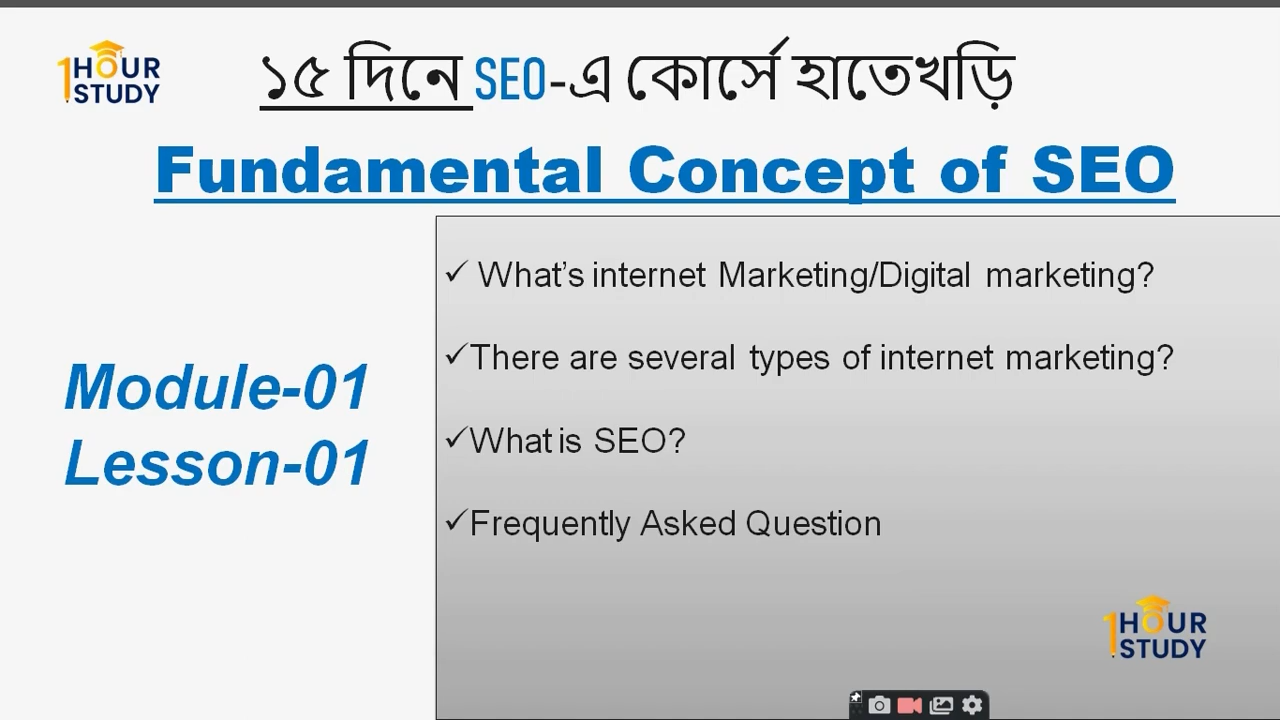 1HOUR
STUDY
১৫ দিনে SEO-এ কোর্সে হাতেখড়ি
Fundamental Concept of SEO
Module-01
Lesson-01
✓ What's internet Marketing/Digital marketing?
✓There are several types of internet marketing?
✓What is SEO?
✓Frequently Asked Question
1HOUR
STUDY